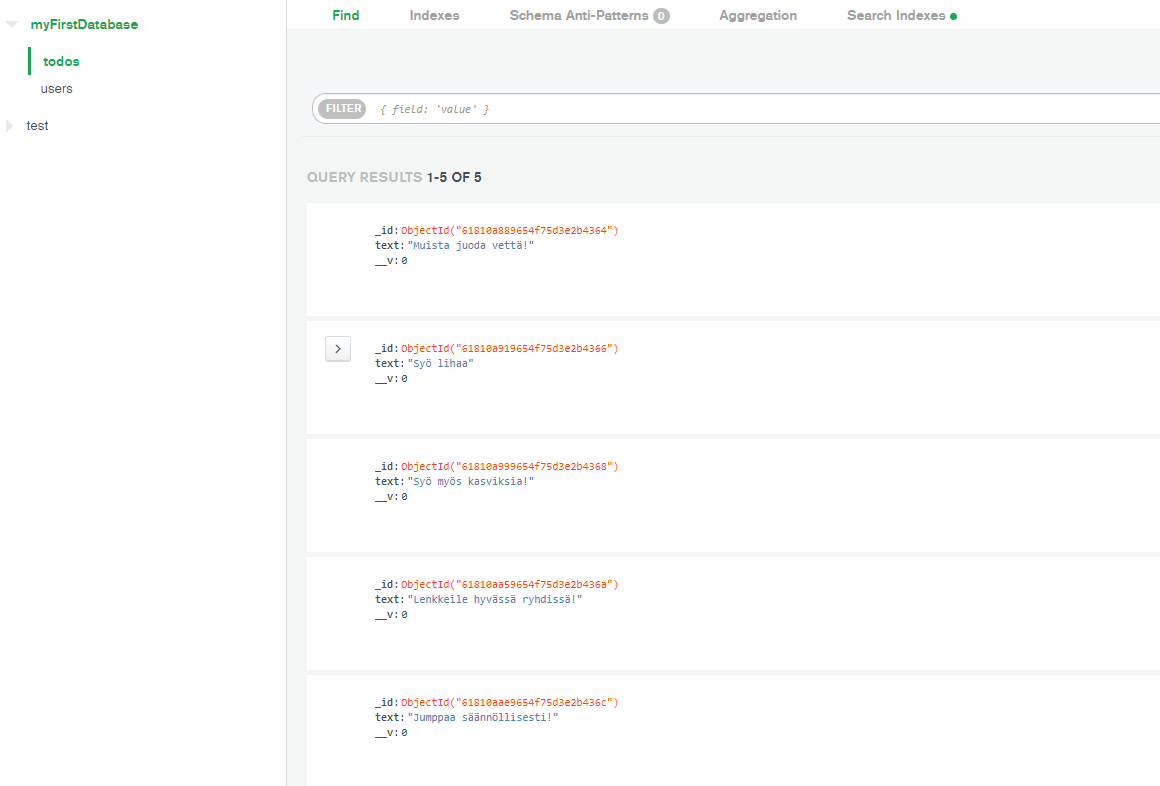 myFirstDatabase
todos
users
test
Find Indexes Schema Anti-Patterns 0 Aggregation Search Indexes
FILTER { field: 'value' }
QUERY RESULTS 1-5 OF 5
_id: ObjectId("61810a889654f75d3e2b4364")
text: "Muista juoda vettä!"
__v: 0
_id: ObjectId("61810a919654f75d3e2b4366")
text: "Syö lihaa"
__v: 0
_id: ObjectId("61810a999654f75d3e2b4368")
text: "Syö myös kasviksia!"
__v: 0
_id: ObjectId("61810aa59654f75d3e2b436a")
text: "Lenkkeile hyvässä ryhdissä!"
__v: 0
_id: ObjectId("61810aae9654f75d3e2b436c")
text: "Jumppaa säännöllisesti!"
__v: 0